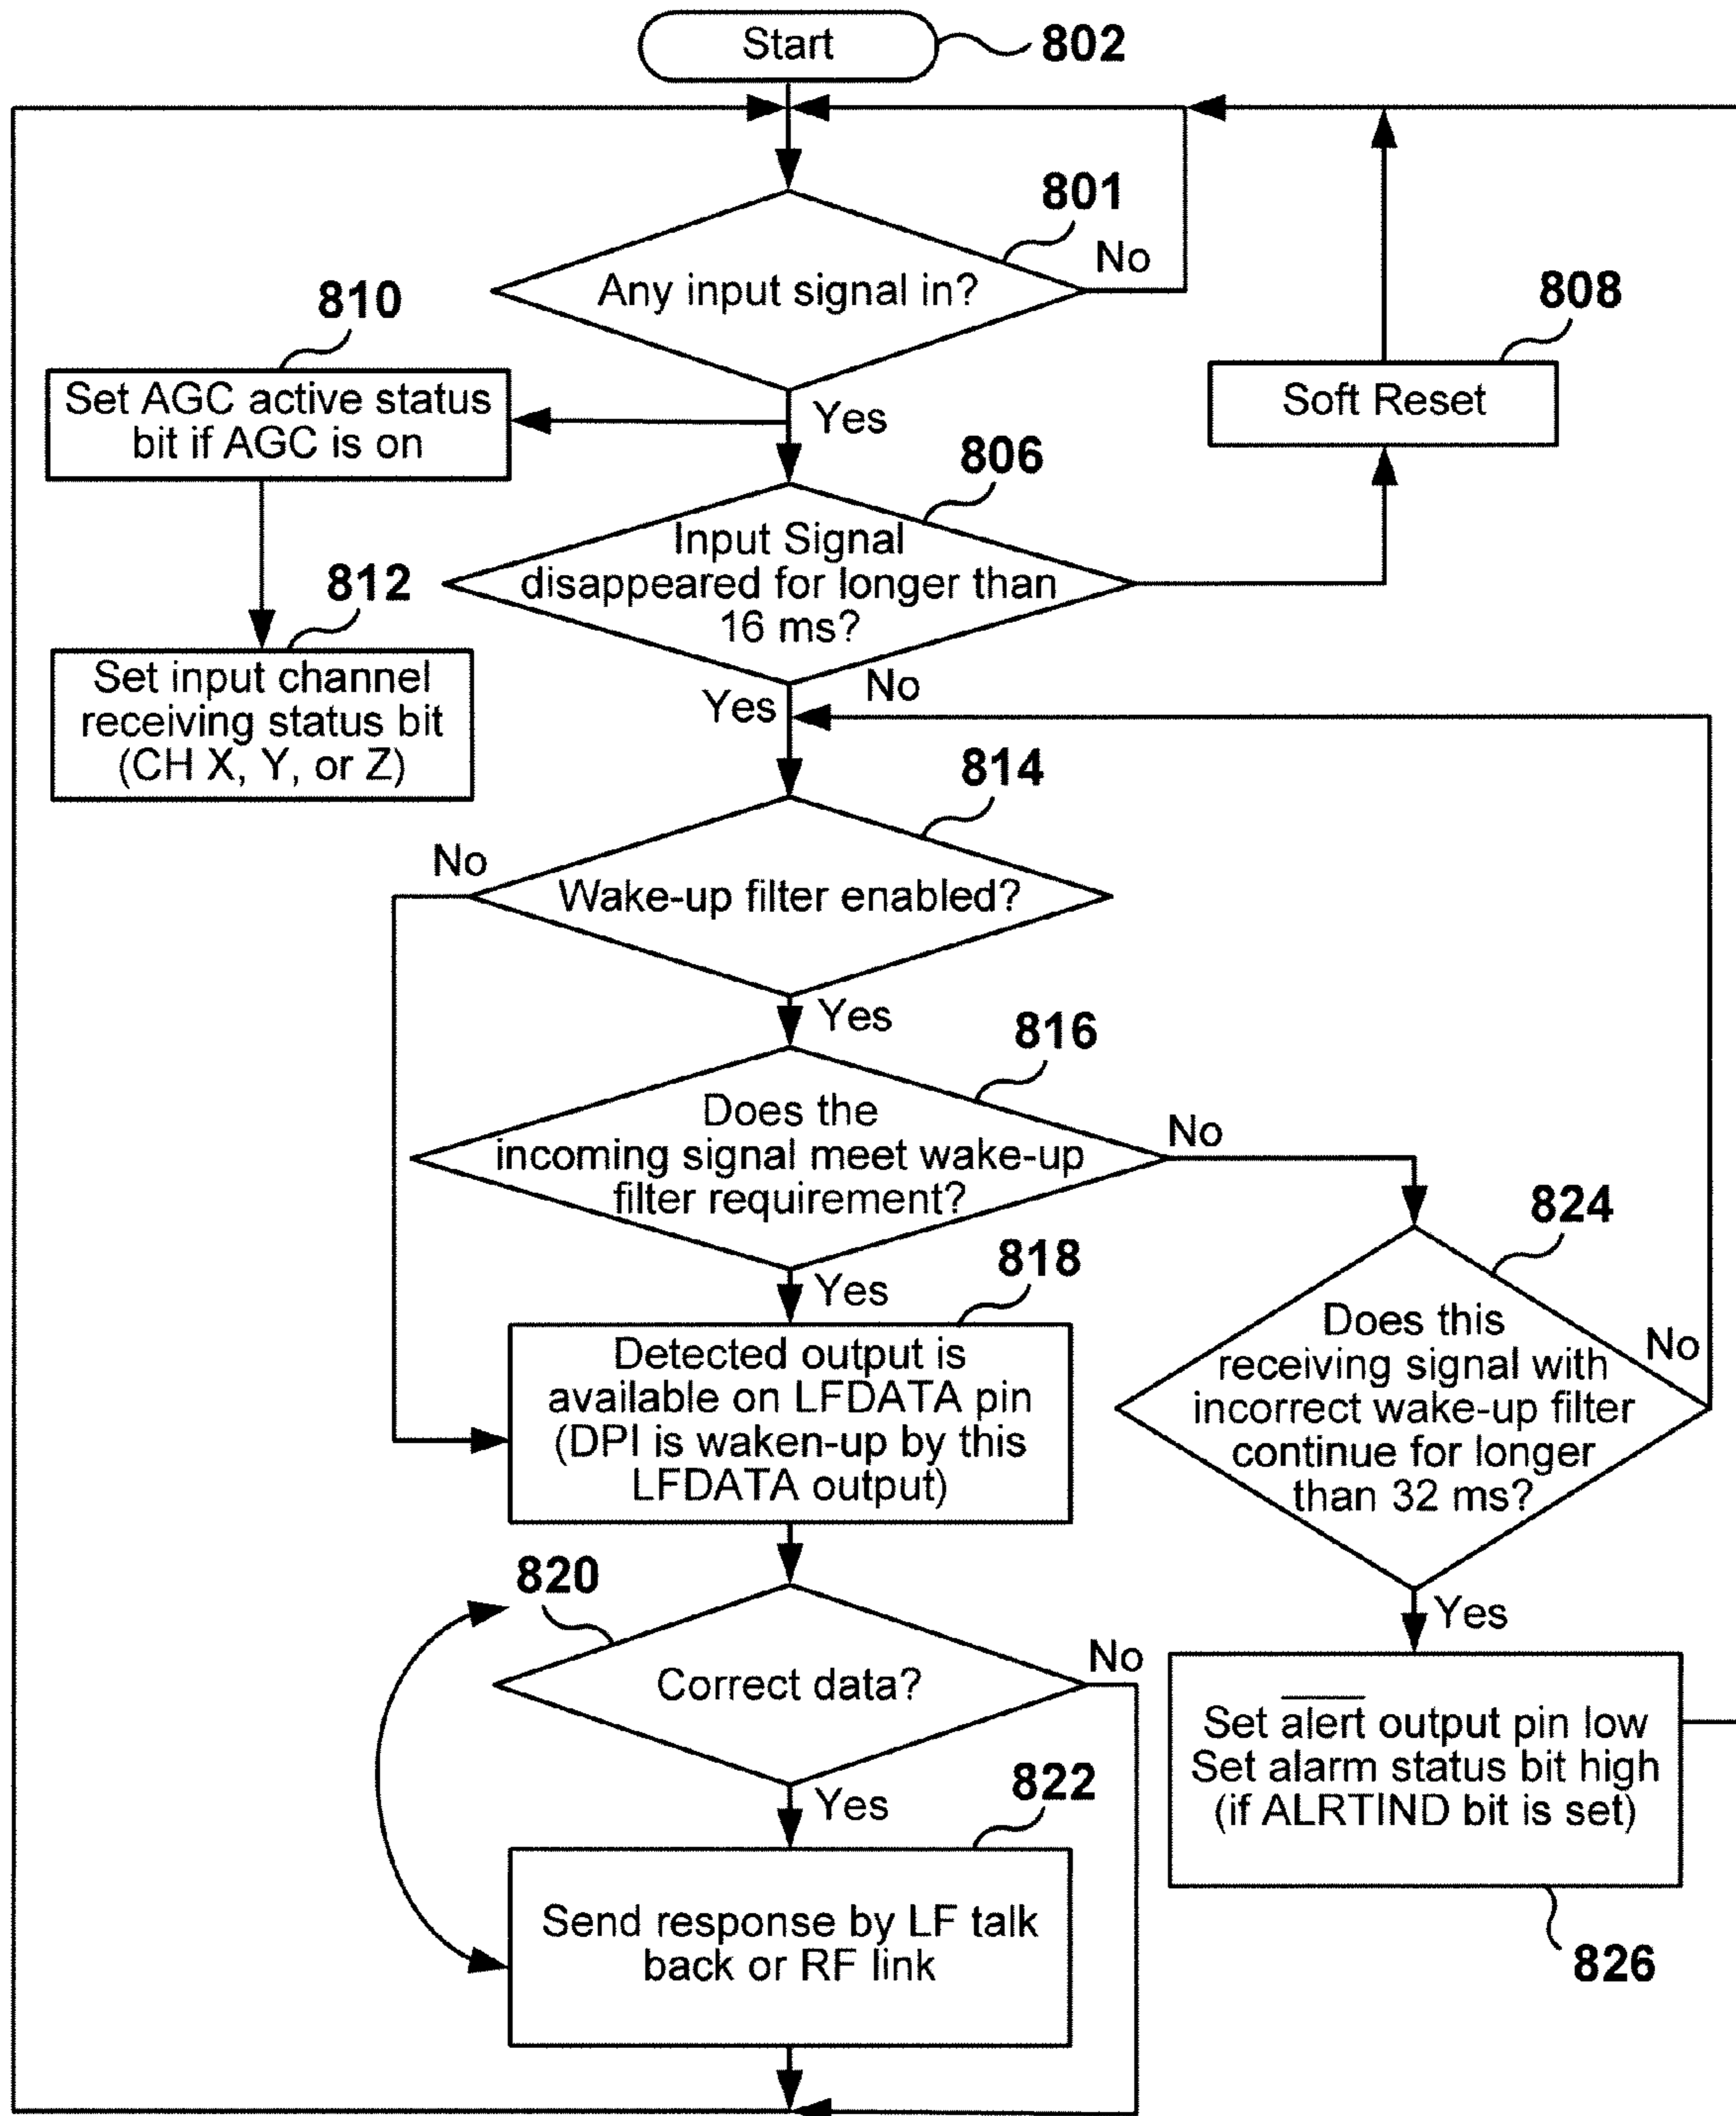 Start
802
801
No
Any input signal in?
810
808
Set AGC active status
bit if AGC is on
Yes
Soft Reset
806
Input Signal
disappeared for longer than
16 ms?
812
Set input channel
receiving status bit
(CH X, Y, or Z)
Yes
No
814
No
Wake-up filter enabled?
Yes
816
Does the
incoming signal meet wake-up
filter requirement?
No
824
Yes
818
Does this
receiving signal with
incorrect wake-up filter
continue for longer
than 32 ms?
No
Detected output is
available on LFDATA pin
(DPI is waken-up by this
LFDATA output)
820
Yes
Correct data?
No
Set alert output pin low
Set alarm status bit high
(if ALRTIND bit is set)
Yes
822
Send response by LF talk
back or RF link
826